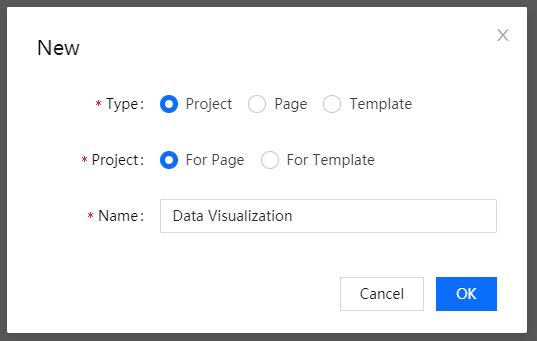 New
* Type: Project Page Template
* Project: For Page For Template
* Name: Data Visualization
Cancel OK